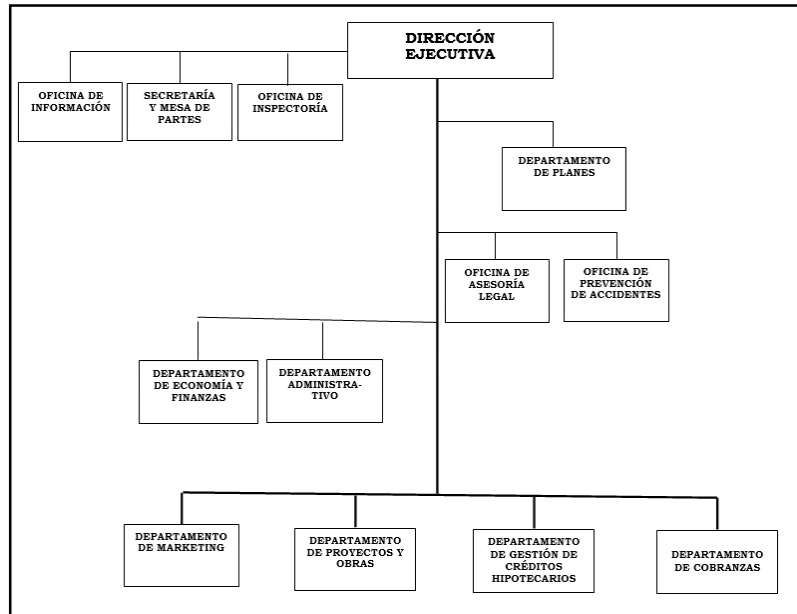 DIRECCIÓN
EJECUTIVA
OFICINA DE
INFORMACIÓN
SECRETARÍA
Y MESA DE
PARTES
OFICINA DE
INSPECTORÍA
DEPARTAMENTO
DE PLANES
OFICINA DE
ASESORÍA
LEGAL
OFICINA DE
PREVENCIÓN
DE ACCIDENTES
DEPARTAMENTO
DE ECONOMÍA Y
FINANZAS
DEPARTAMENTO
ADMINISTRA-
TIVO
DEPARTAMENTO
DE MARKETING
DEPARTAMENTO
DE PROYECTOS Y
OBRAS
DEPARTAMENTO
DE GESTIÓN DE
CRÉDITOS
HIPOTECARIOS
DEPARTAMENTO
DE COBRANZAS